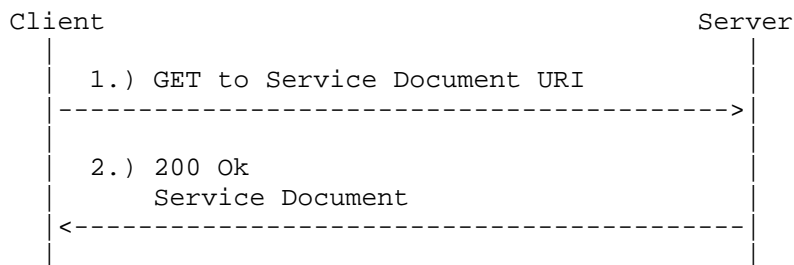 Client Server
1.) GET to Service Document URI
2.) 200 Ok
Service Document